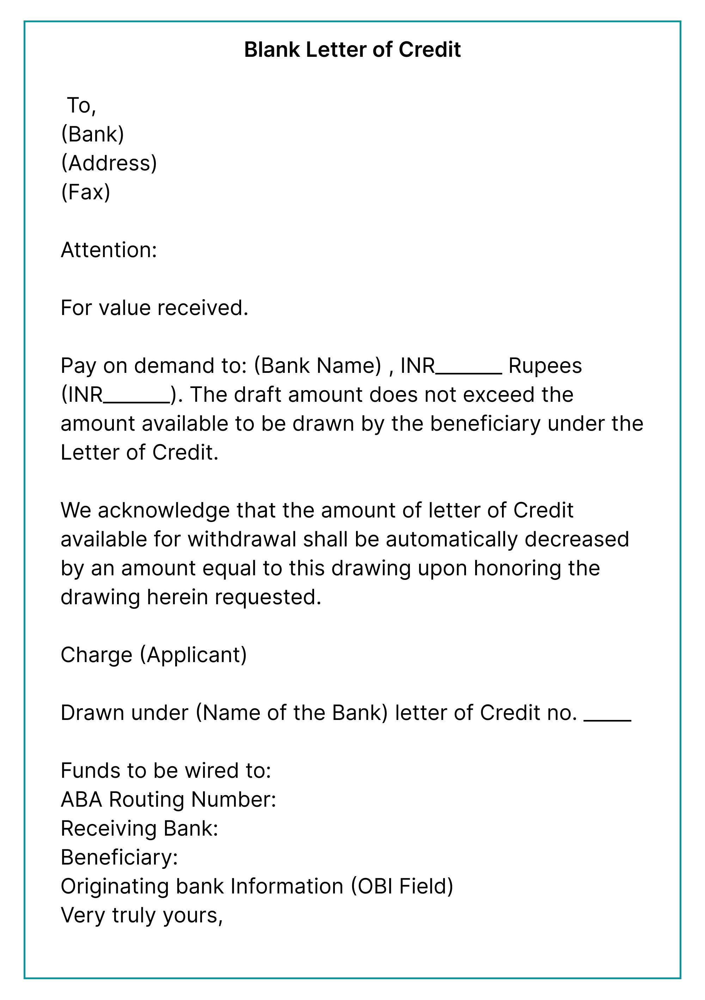 Blank Letter of Credit
To,
(Bank)
(Address)
(Fax)
Attention:
For value received.
Pay on demand to: (Bank Name) , INR_______ Rupees
(INR_______). The draft amount does not exceed the
amount available to be drawn by the beneficiary under the
Letter of Credit.
We acknowledge that the amount of letter of Credit
available for withdrawal shall be automatically decreased
by an amount equal to this drawing upon honoring the
drawing herein requested.
Charge (Applicant)
Drawn under (Name of the Bank) letter of Credit no. _____
Funds to be wired to:
ABA Routing Number:
Receiving Bank:
Beneficiary:
Originating bank Information (OBI Field)
Very truly yours,